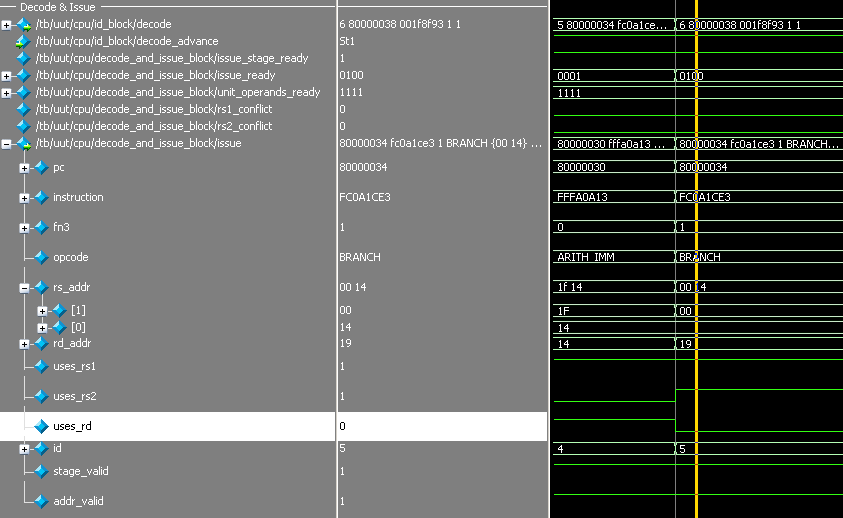 Decode & Issue
/tb/uut/cpu/id_block/decode 6 80000038 001f8f93 1 1 5 80000034 fc0a1ce... 6 80000038 001f8f93 1 1
/tb/uut/cpu/id_block/decode_advance St1
/tb/uut/cpu/decode_and_issue_block/issue_stage_ready 1
/tb/uut/cpu/decode_and_issue_block/issue_ready 0100 0001 0100
/tb/uut/cpu/decode_and_issue_block/unit_operands_ready 1111 1111
/tb/uut/cpu/decode_and_issue_block/rs1_conflict 0
/tb/uut/cpu/decode_and_issue_block/rs2_conflict 0
/tb/uut/cpu/decode_and_issue_block/issue 80000034 fc0a1ce3 1 BRANCH {00 14} ... 80000030 fffa0a13 ... 80000034 fc0a1ce3 1 BRANCH...
pc 80000034 80000030 80000034
instruction FC0A1CE3 FFFA0A13 FC0A1CE3
fn3 1 0 1
opcode BRANCH ARITH_IMM BRANCH
rs_addr 00 14 1f 14 00 14
[1] 00 1F 00
[0] 14 14
rd_addr 19 14 19
uses_rs1 1
uses_rs2 1
uses_rd 0
id 5 4 5
stage_valid 1
addr_valid 1